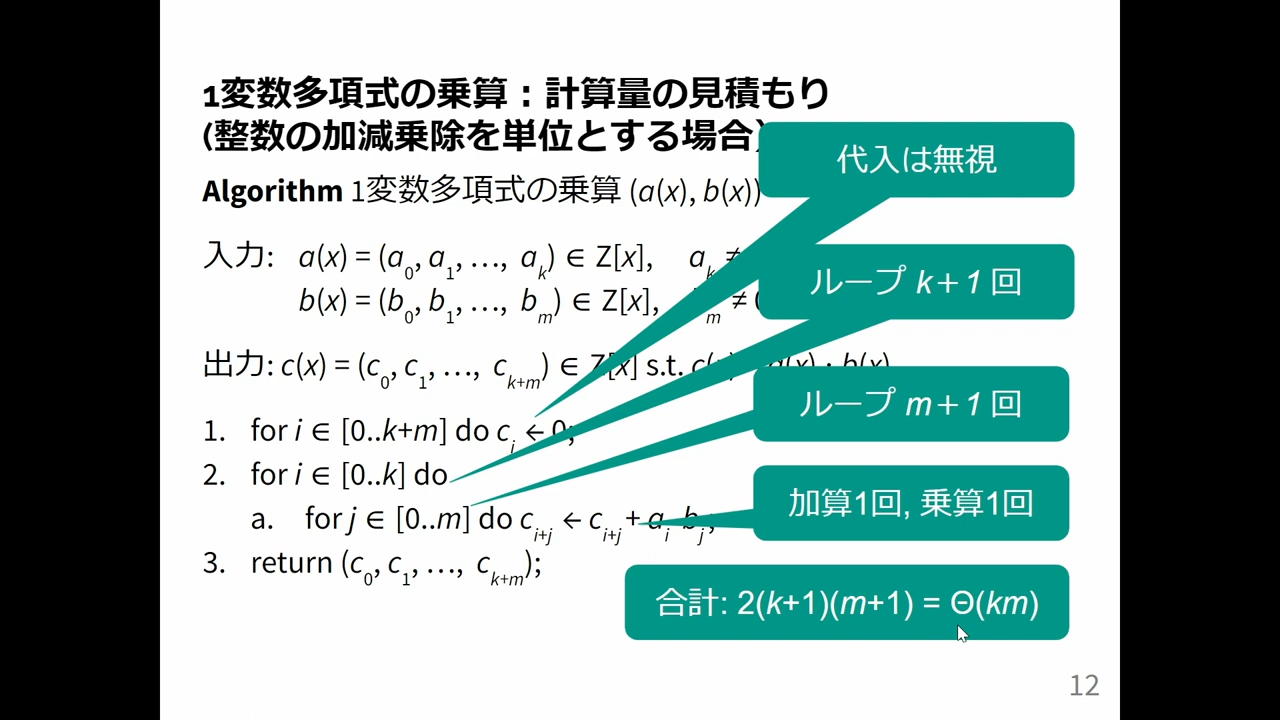 1変数多項式の乗算：計算量の見積もり
(整数の加減乗除を単位とする場合)
代入は無視
Algorithm 1変数多項式の乗算 (a(x), b(x))
入力: a(x) = (a0, a1, …, ak) ∈ Z[x], ak ≠
ループ k＋1 回
b(x) = (b0, b1, …, bm) ∈ Z[x], m ≠ 0
出力: c(x) = (c0, c1, …, ck+m) ∈ Z[x] s.t. c(x) = a(x) · b(x)
ループ m＋1 回
1. for i ∈ [0..k+m] do ci ← 0;
2. for i ∈ [0..k] do
加算1回, 乗算1回
a. for j ∈ [0..m] do ci+j ← ci+j + ai bj;
3. return (c0, c1, …, ck+m);
合計: 2(k+1)(m+1) = Θ(km)
12